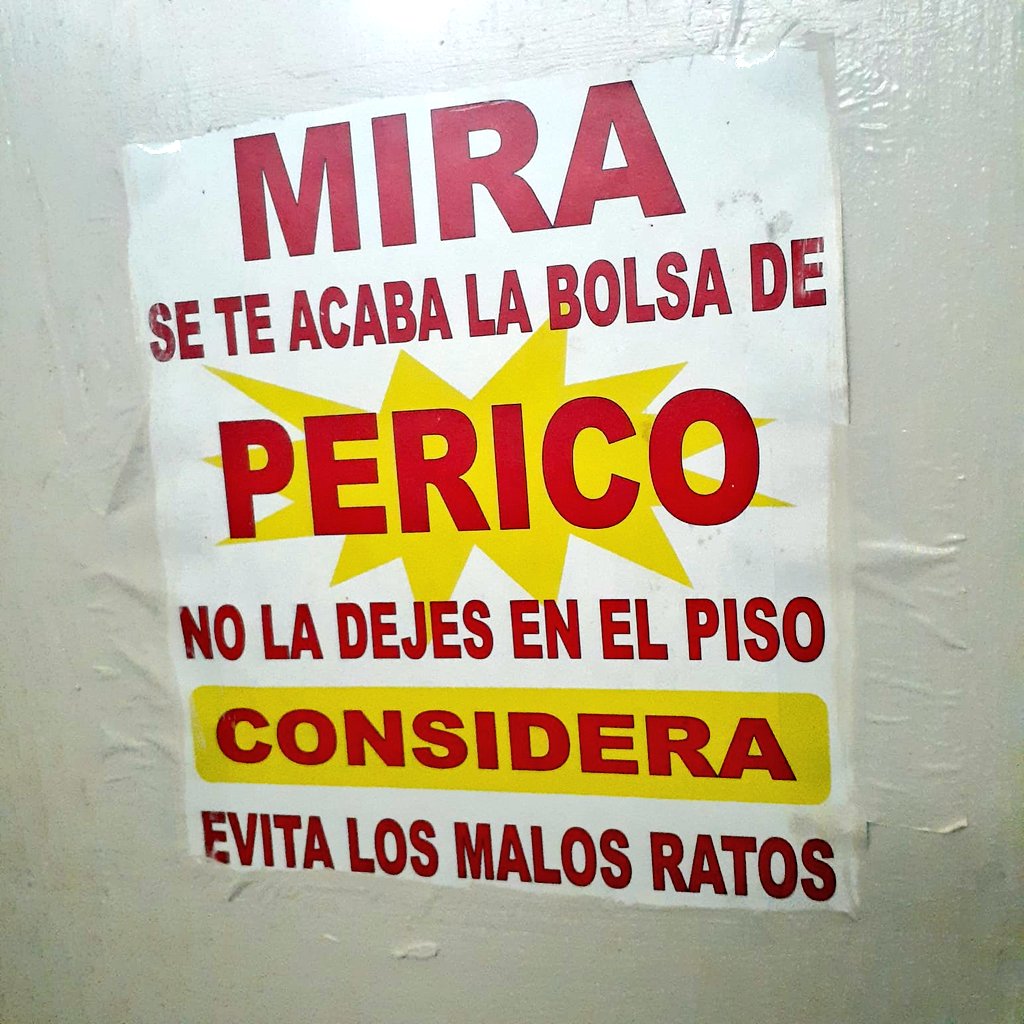 MIRA
SE TE ACABA LA BOLSA DE
PERICO
NO LA DEJES EN EL PISO
CONSIDERA
EVITA LOS MALOS RATOS